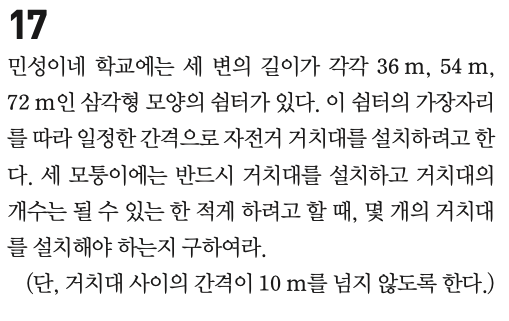 17
민성이네 학교에는 세 변의 길이가 각각 36 m, 54 m,
72 m인 삼각형 모양의 쉼터가 있다. 이 쉼터의 가장자리
를 따라 일정한 간격으로 자전거 거치대를 설치하려고 한
다. 세 모퉁이에는 반드시 거치대를 설치하고 거치대의
개수는 될 수 있는 한 적게 하려고 할 때, 몇 개의 거치대
를 설치해야 하는지 구하여라.
(단, 거치대 사이의 간격이 10 m를 넘지 않도록 한다.)